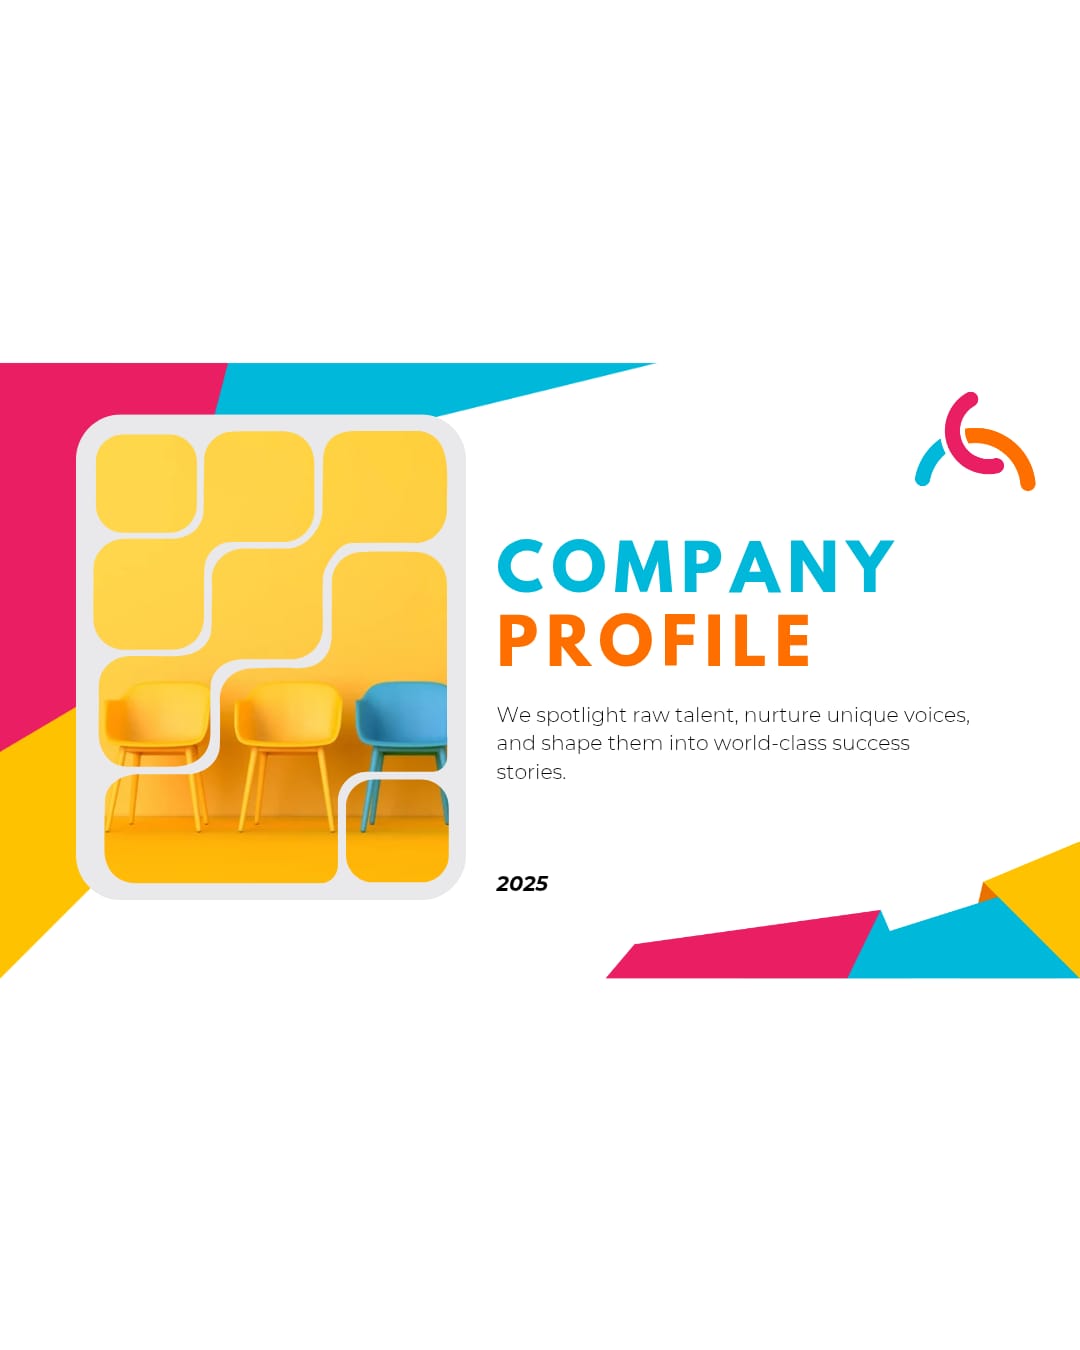 COMPANY
PROFILE
We spotlight raw talent, nurture unique voices,
and shape them into world-class success
stories.
2025